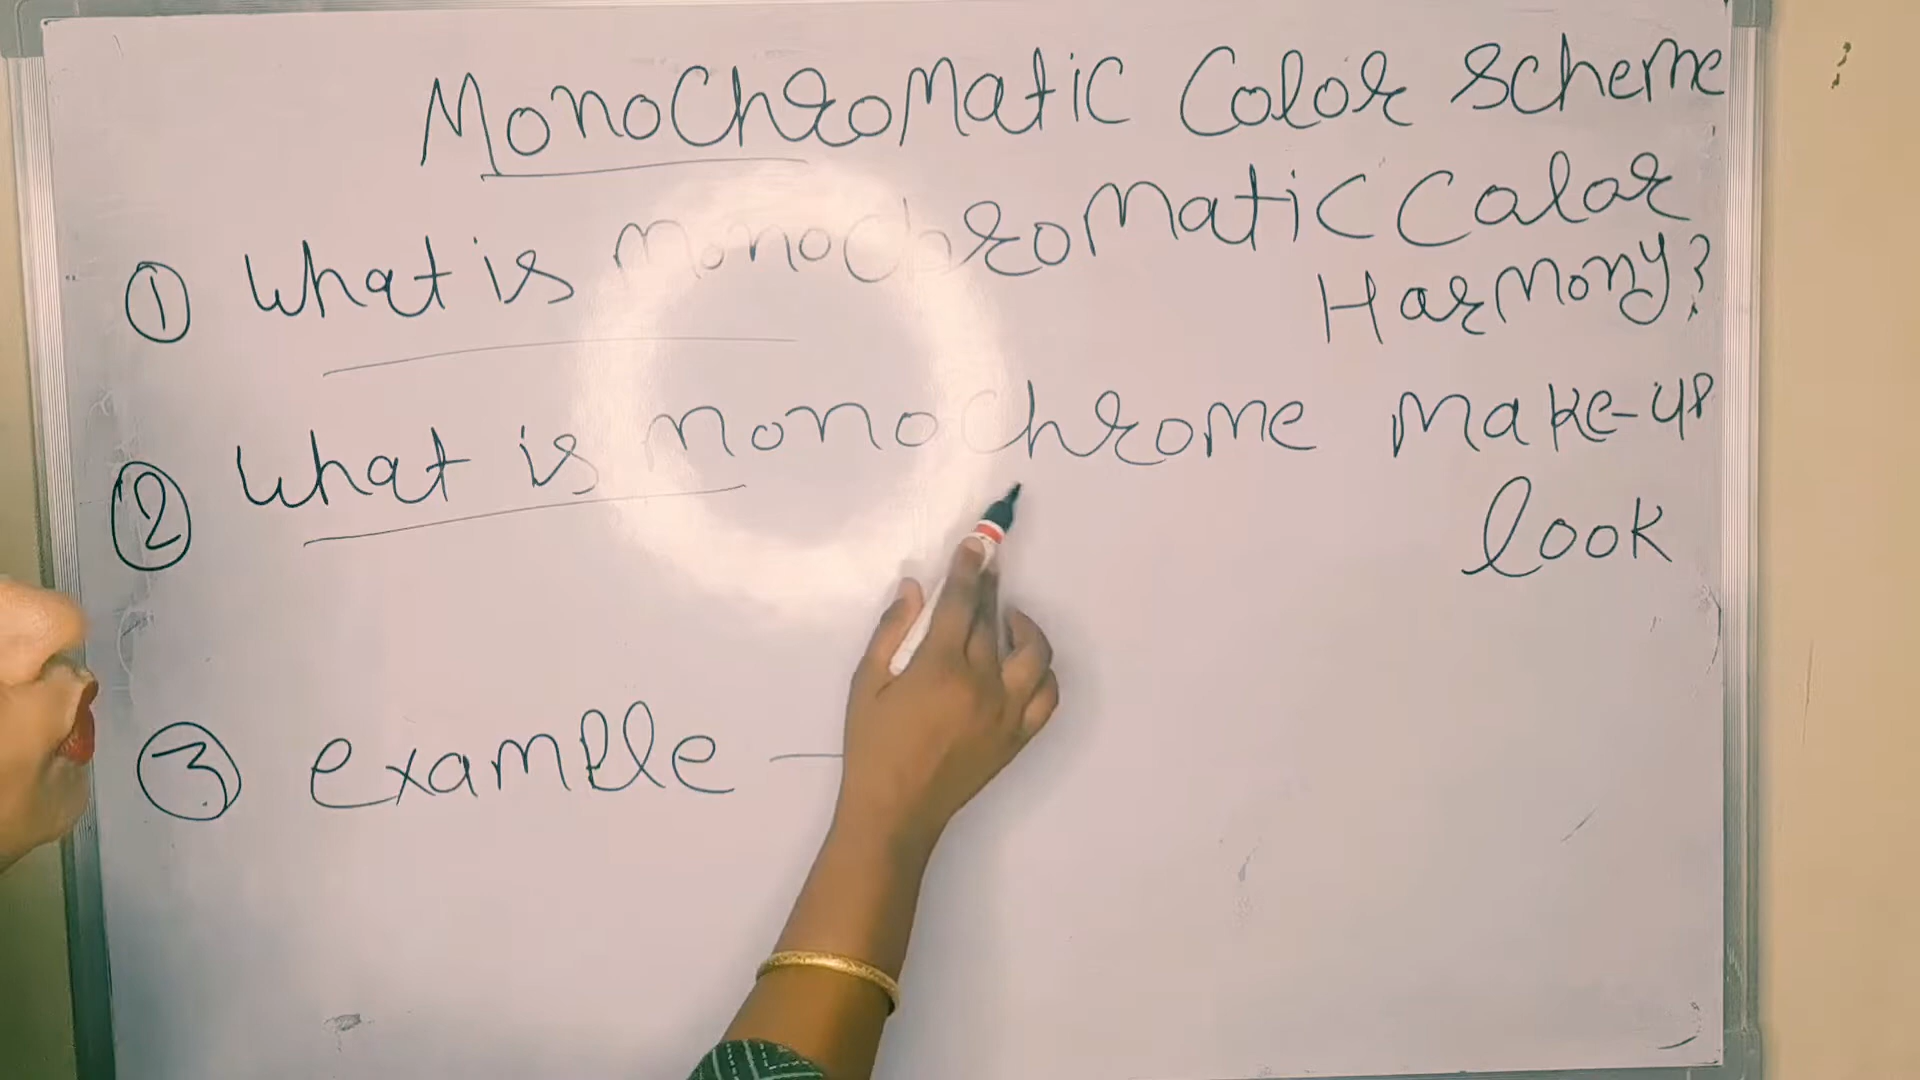 MonoChroMatic Color Scheme
① What is MonoChroMatic Color
Harmony?
② What is monoChrome Make-up
look
③ example —